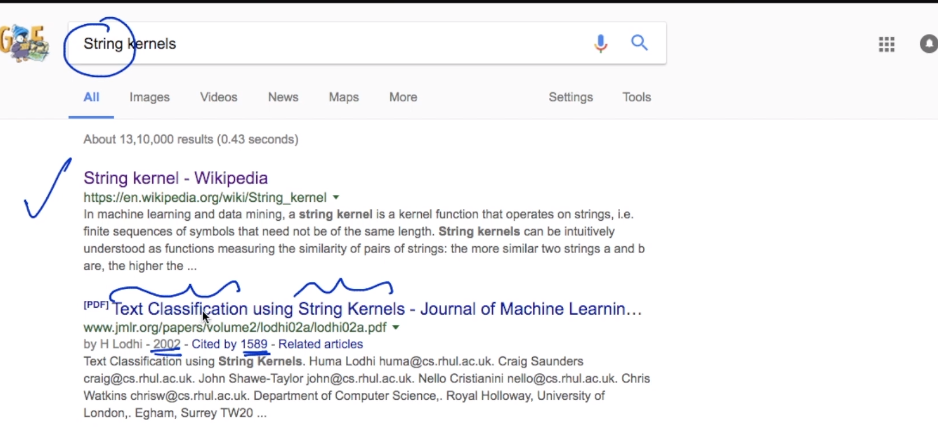 String kernels
All Images Videos News Maps More Settings Tools
About 13,10,000 results (0.43 seconds)
String kernel - Wikipedia
https://en.wikipedia.org/wiki/String_kernel
In machine learning and data mining, a string kernel is a kernel function that operates on strings, i.e.
finite sequences of symbols that need not be of the same length. String kernels can be intuitively
understood as functions measuring the similarity of pairs of strings: the more similar two strings a and b
are, the higher the ...
[PDF] Text Classification using String Kernels - Journal of Machine Learnin...
www.jmlr.org/papers/volume2/lodhi02a/lodhi02a.pdf
by H Lodhi - 2002 - Cited by 1589 - Related articles
Text Classification using String Kernels. Huma Lodhi huma@cs.rhul.ac.uk. Craig Saunders
craig@cs.rhul.ac.uk. John Shawe-Taylor john@cs.rhul.ac.uk. Nello Cristianini nello@cs.rhul.ac.uk. Chris
Watkins chrisw@cs.rhul.ac.uk. Department of Computer Science,. Royal Holloway, University of
London,. Egham, Surrey TW20 ...